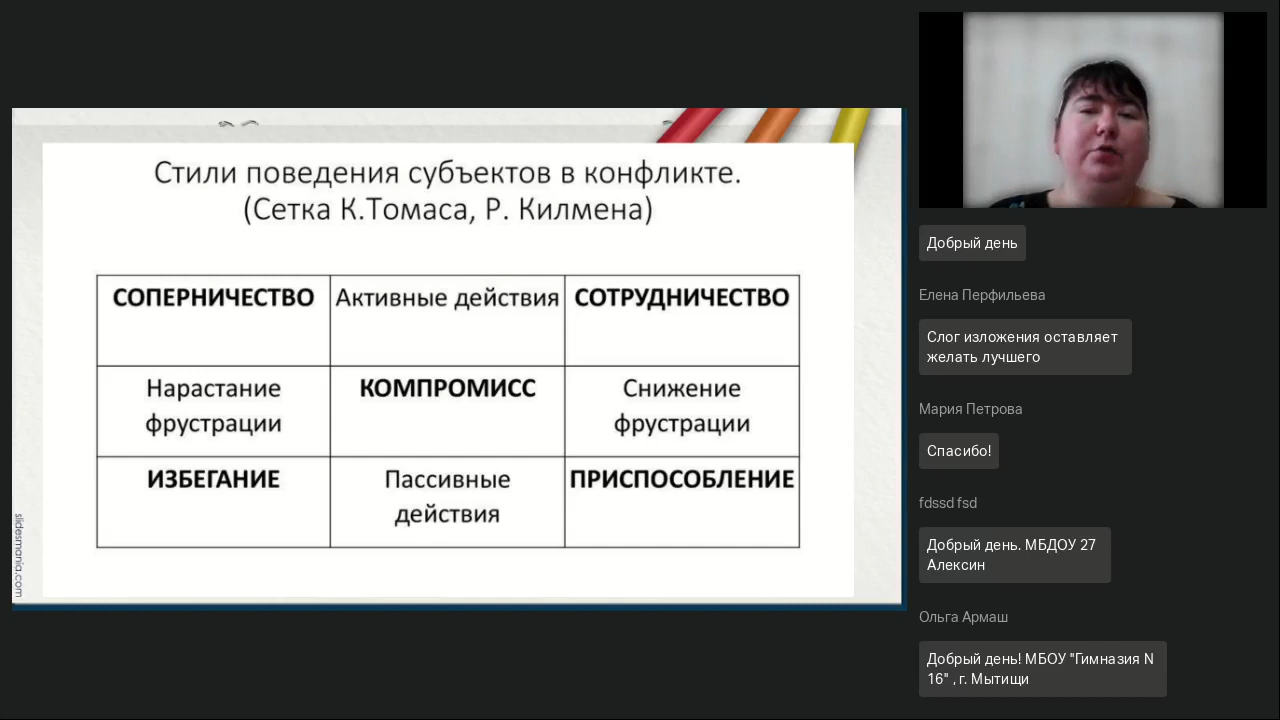 Стили поведения субъектов в конфликте.
(Сетка К.Томаса, Р. Килмена)
СОПЕРНИЧЕСТВО
Активные действия
СОТРУДНИЧЕСТВО
Нарастание
фрустрации
КОМПРОМИСС
Снижение
фрустрации
ИЗБЕГАНИЕ
Пассивные
действия
ПРИСПОСОБЛЕНИЕ
slidesmania.com
Добрый день
Елена Перфильева
Слог изложения оставляет
желать лучшего
Мария Петрова
Спасибо!
fdssd fsd
Добрый день. МБДОУ 27
Алексин
Ольга Армаш
Добрый день! МБОУ "Гимназия N
16" , г. Мытищи